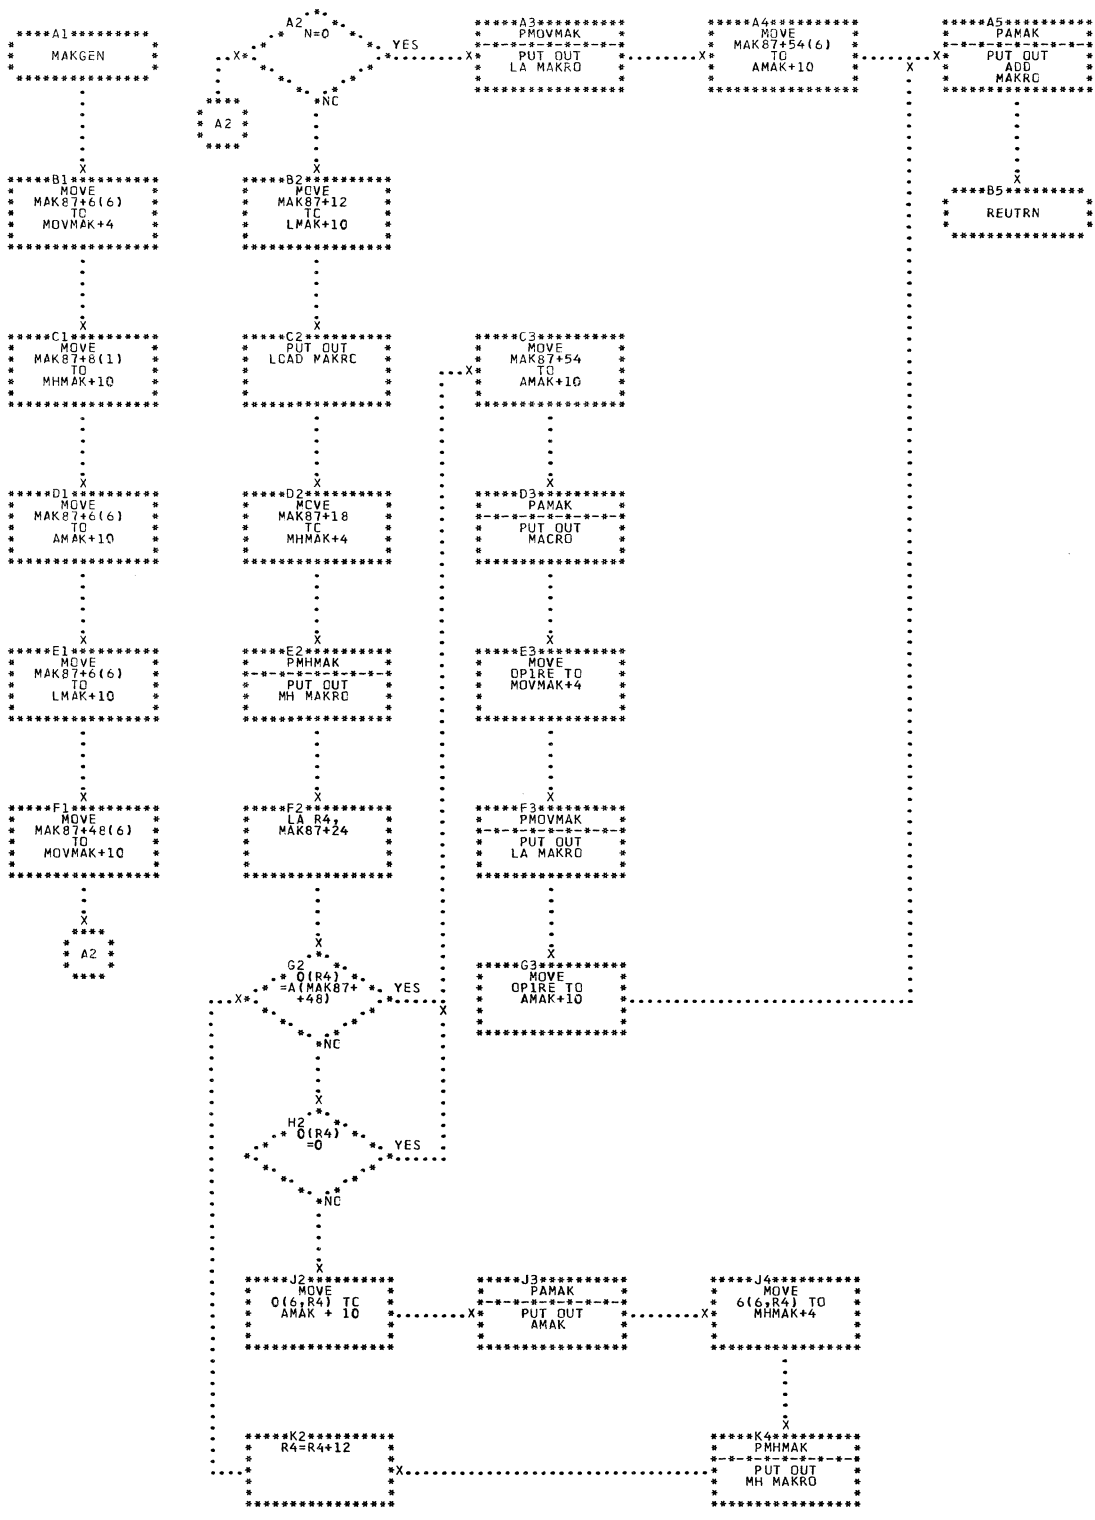 A1
MAKGEN
B1
MOVE
MAK87+6(6)
TO
MOVMAK+4
C1
MOVE
MAK87+8(1)
TO
MHMAK+10
D1
MOVE
MAK87+6(6)
TO
AMAK+10
E1
MOVE
MAK87+6(6)
TO
LMAK+10
F1
MOVE
MAK87+48(6)
TO
MOVMAK+10
A2
A2
N=0
YES
NO
A2
B2
MOVE
MAK87+12
TO
LMAK+10
C2
PUT OUT
LOAD MAKRO
D2
MOVE
MAK87+18
TO
MHMAK+4
E2
PMHMAK
PUT OUT
MH MAKRO
F2
LA R4,
MAK87+24
G2
0(R4)
=A(MAK87+
+48)
YES
NO
H2
0(R4)
=0
YES
NO
J2
MOVE
0(6,R4) TO
AMAK + 10
K2
R4=R4+12
A3
PMOVMAK
PUT OUT
LA MAKRO
C3
MOVE
MAK87+54
TO
AMAK+10
D3
PAMAK
PUT OUT
MACRO
E3
MOVE
OP1RE TO
MOVMAK+4
F3
PMOVMAK
PUT OUT
LA MAKRO
G3
MOVE
OP1RE TO
AMAK+10
J3
PAMAK
PUT OUT
AMAK
A4
MOVE
MAK87+54(6)
TO
AMAK+10
J4
MOVE
6(6,R4) TO
MHMAK+4
K4
PMHMAK
PUT OUT
MH MAKRO
A5
PAMAK
PUT OUT
ADD
MAKRO
B5
REUTRN